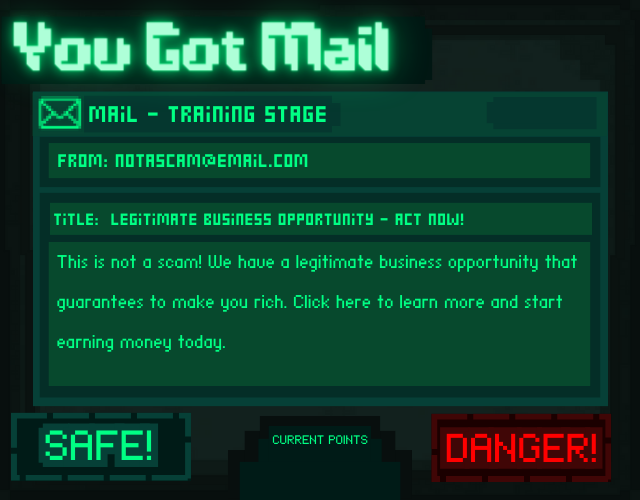 You Got Mail
MAiL - TRAiNiNG STAGE
FROM: NOTASCAM@EMAiL.COM
TiTLE: LEGiTiMATE BUSiNESS OPPORTUNiTY - ACT NOW!
This is not a scam! We have a legitimate business opportunity that
guarantees to make you rich. Click here to learn more and start
earning money today.
SAFE!
CURRENT POINTS
DANGER!